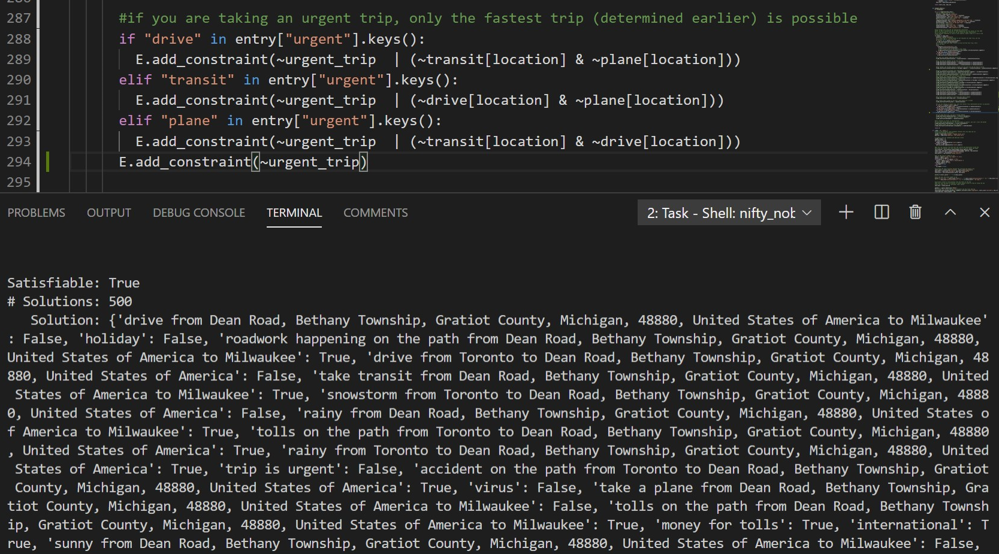 286
287 #if you are taking an urgent trip, only the fastest trip (determined earlier) is possible
288 if "drive" in entry["urgent"].keys():
289 E.add_constraint(~urgent_trip | (~transit[location] & ~plane[location]))
290 elif "transit" in entry["urgent"].keys():
291 E.add_constraint(~urgent_trip | (~drive[location] & ~plane[location]))
292 elif "plane" in entry["urgent"].keys():
293 E.add_constraint(~urgent_trip | (~transit[location] & ~drive[location]))
294 E.add_constraint(~urgent_trip)
295
PROBLEMS OUTPUT DEBUG CONSOLE TERMINAL COMMENTS 2: Task - Shell: nifty_not
Satisfiable: True
# Solutions: 500
Solution: {'drive from Dean Road, Bethany Township, Gratiot County, Michigan, 48880, United States of America to Milwaukee'
: False, 'holiday': False, 'roadwork happening on the path from Dean Road, Bethany Township, Gratiot County, Michigan, 48880,
United States of America to Milwaukee': True, 'drive from Toronto to Dean Road, Bethany Township, Gratiot County, Michigan, 48
880, United States of America': False, 'take transit from Dean Road, Bethany Township, Gratiot County, Michigan, 48880, United
States of America to Milwaukee': True, 'snowstorm from Toronto to Dean Road, Bethany Township, Gratiot County, Michigan, 4888
0, United States of America': False, 'rainy from Dean Road, Bethany Township, Gratiot County, Michigan, 48880, United States o
f America to Milwaukee': True, 'tolls on the path from Toronto to Dean Road, Bethany Township, Gratiot County, Michigan, 48880
, United States of America': True, 'rainy from Toronto to Dean Road, Bethany Township, Gratiot County, Michigan, 48880, United
States of America': True, 'trip is urgent': False, 'accident on the path from Toronto to Dean Road, Bethany Township, Gratiot
County, Michigan, 48880, United States of America': True, 'virus': False, 'take a plane from Dean Road, Bethany Township, Gra
tiot County, Michigan, 48880, United States of America to Milwaukee': False, 'tolls on the path from Dean Road, Bethany Townsh
ip, Gratiot County, Michigan, 48880, United States of America to Milwaukee': True, 'money for tolls': True, 'international': T
rue, 'sunny from Dean Road, Bethany Township, Gratiot County, Michigan, 48880, United States of America to Milwaukee': False,